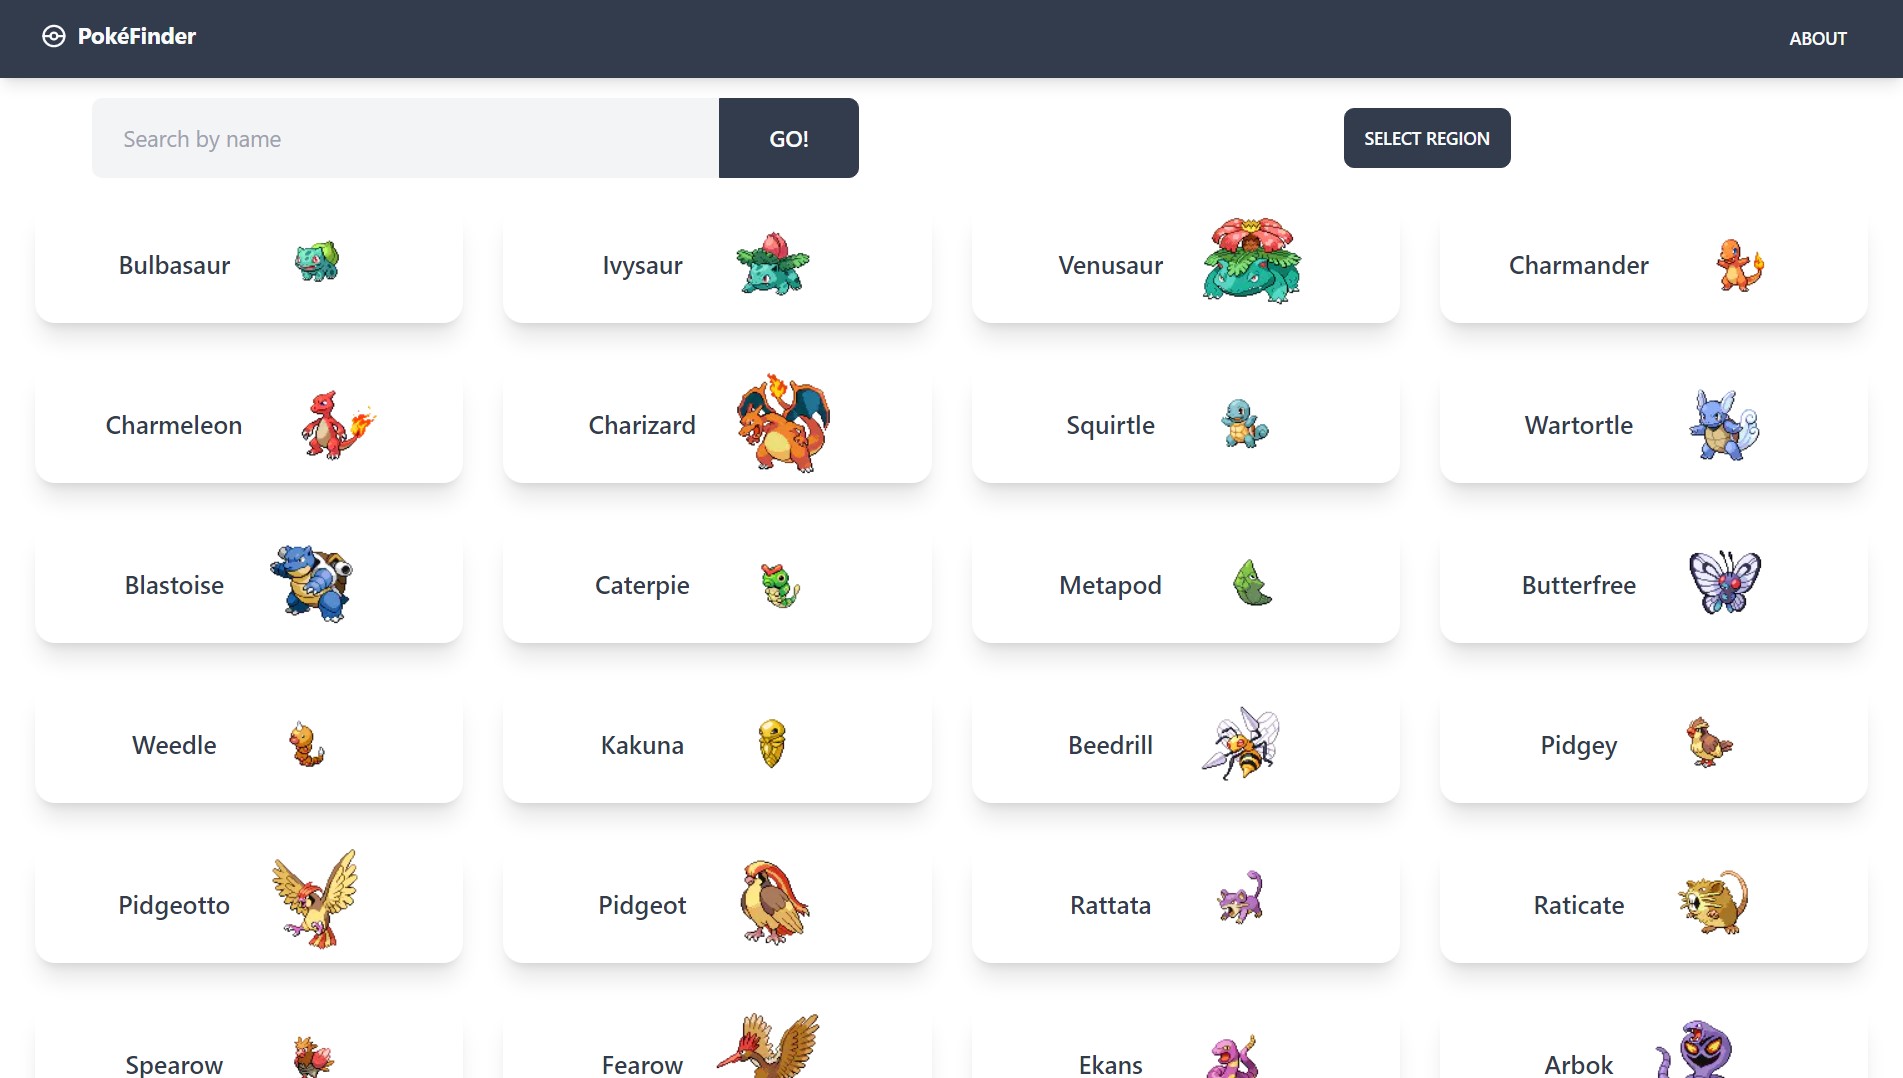 PokéFinder
ABOUT
Search by name
GO!
SELECT REGION
Bulbasaur
Ivysaur
Venusaur
Charmander
Charmeleon
Charizard
Squirtle
Wartortle
Blastoise
Caterpie
Metapod
Butterfree
Weedle
Kakuna
Beedrill
Pidgey
Pidgeotto
Pidgeot
Rattata
Raticate
Spearow
Fearow
Ekans
Arbok